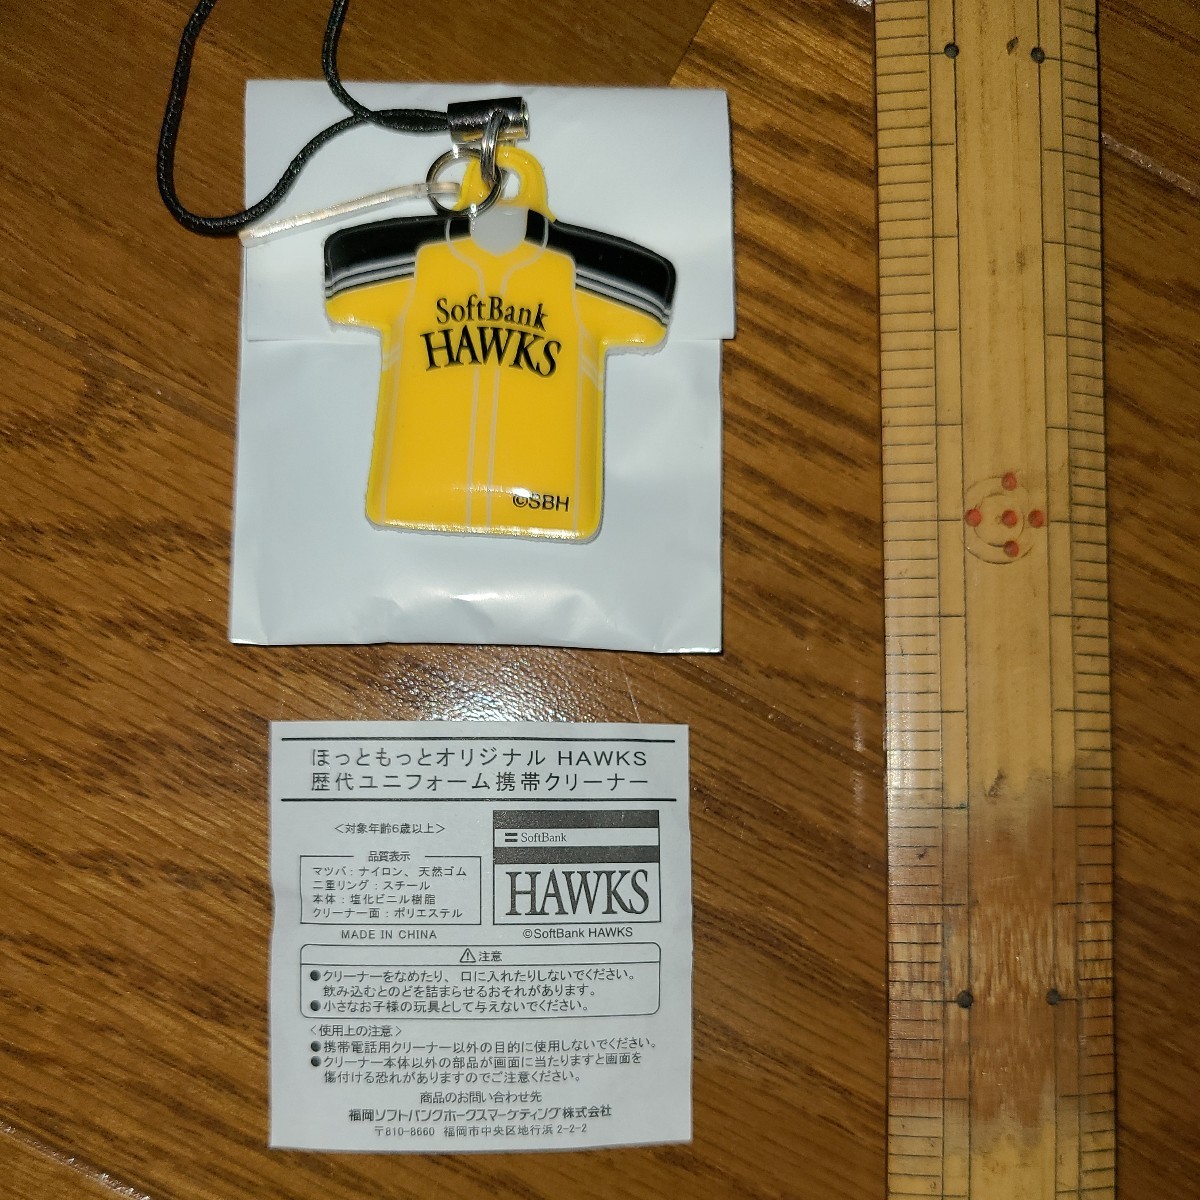 SoftBank
HAWKS
©SBH
ほっともっとオリジナル HAWKS
歴代ユニフォーム携帯クリーナー
＜対象年齢6歳以上＞
品質表示
マツバ：ナイロン、天然ゴム
二重リング：スチール
本体：塩化ビニル樹脂
クリーナー面：ポリエステル
MADE IN CHINA
SoftBank
HAWKS
©SoftBank HAWKS
⚠注意
●クリーナーをなめたり、口に入れたりしないでください。
飲み込むとのどを詰まらせるおそれがあります。
●小さなお子様の玩具として与えないでください。
＜使用上の注意＞
●携帯電話用クリーナー以外の目的に使用しないでください。
●クリーナー本体以外の部品が画面に当たりますと画面を
傷付ける恐れがありますのでご注意ください。
商品のお問い合わせ先
福岡ソフトバンクホークスマーケティング株式会社
〒810-8660 福岡市中央区地行浜 2-2-2